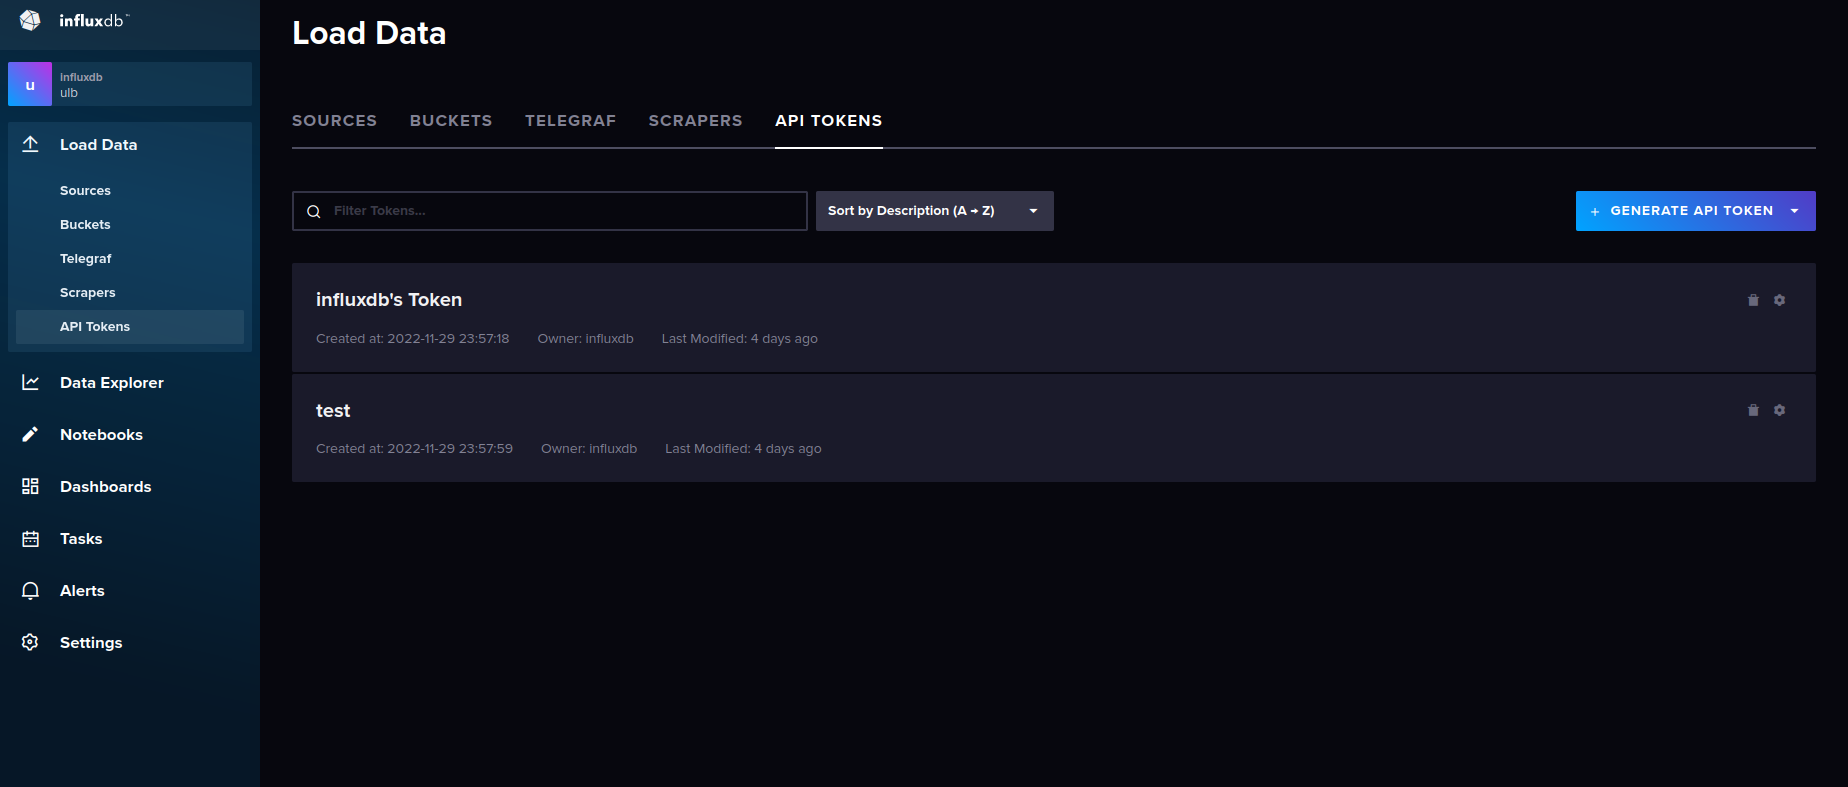 influxdb™
u
influxdb
ulb
Load Data
Sources
Buckets
Telegraf
Scrapers
API Tokens
Data Explorer
Notebooks
Dashboards
Tasks
Alerts
Settings
Load Data
SOURCES BUCKETS TELEGRAF SCRAPERS API TOKENS
Filter Tokens... Sort by Description (A → Z) + GENERATE API TOKEN
influxdb's Token
Created at: 2022-11-29 23:57:18 Owner: influxdb Last Modified: 4 days ago
test
Created at: 2022-11-29 23:57:59 Owner: influxdb Last Modified: 4 days ago